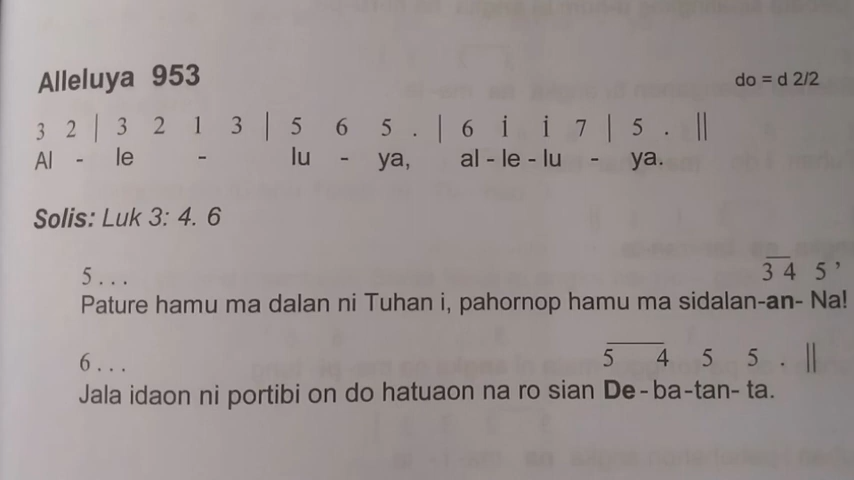 Alleluya 953
do = d 2/2
3 2 | 3 2 1 3 | 5 6 5 . | 6 i̇ i̇ 7 | 5 . ||
Al - le - lu - ya, al - le - lu - ya.
Solis: Luk 3: 4. 6
5 . . . 3 4 5 ’
Pature hamu ma dalan ni Tuhan i, pahornop hamu ma sidalan-an- Na!
6 . . . 5 4 5 5 . ||
Jala idaon ni portibi on do hatuaon na ro sian De - ba - tan- ta.